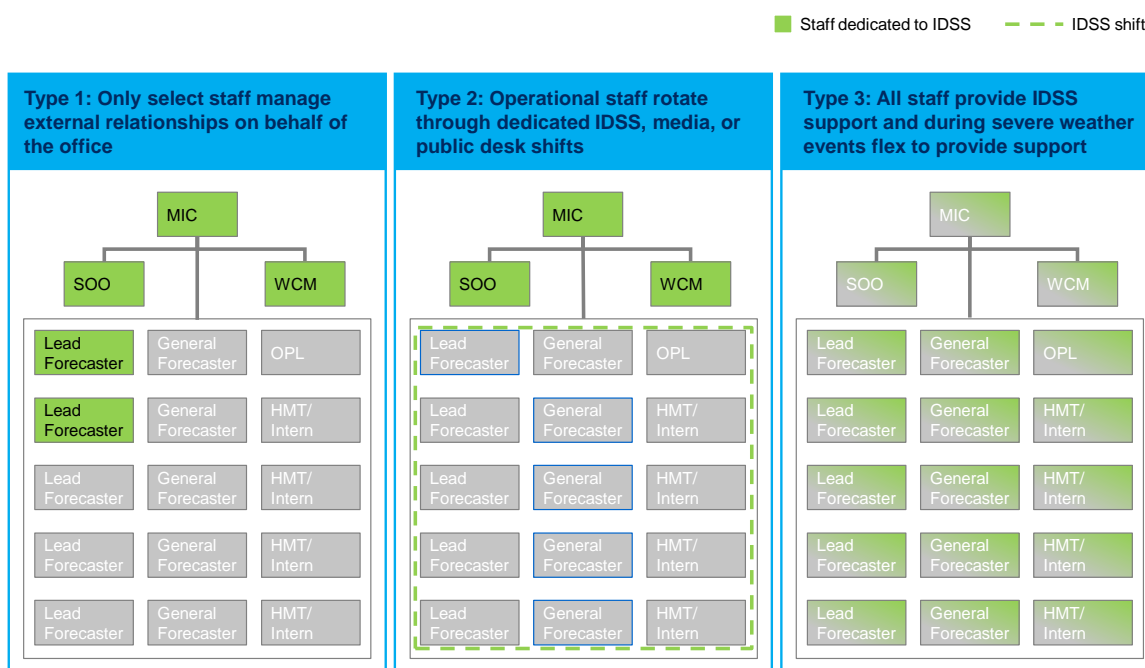 Staff dedicated to IDSS
IDSS shift
Type 1: Only select staff manage
external relationships on behalf of
the office
MIC
SOO
WCM
Lead
Forecaster
General
Forecaster
OPL
Lead
Forecaster
General
Forecaster
HMT/
Intern
Lead
Forecaster
General
Forecaster
HMT/
Intern
Lead
Forecaster
General
Forecaster
HMT/
Intern
Lead
Forecaster
General
Forecaster
HMT/
Intern
Type 2: Operational staff rotate
through dedicated IDSS, media, or
public desk shifts
MIC
SOO
WCM
Lead
Forecaster
General
Forecaster
OPL
Lead
Forecaster
General
Forecaster
HMT/
Intern
Lead
Forecaster
General
Forecaster
HMT/
Intern
Lead
Forecaster
General
Forecaster
HMT/
Intern
Lead
Forecaster
General
Forecaster
HMT/
Intern
Type 3: All staff provide IDSS
support and during severe weather
events flex to provide support
MIC
SOO
WCM
Lead
Forecaster
General
Forecaster
OPL
Lead
Forecaster
General
Forecaster
HMT/
Intern
Lead
Forecaster
General
Forecaster
HMT/
Intern
Lead
Forecaster
General
Forecaster
HMT/
Intern
Lead
Forecaster
General
Forecaster
HMT/
Intern